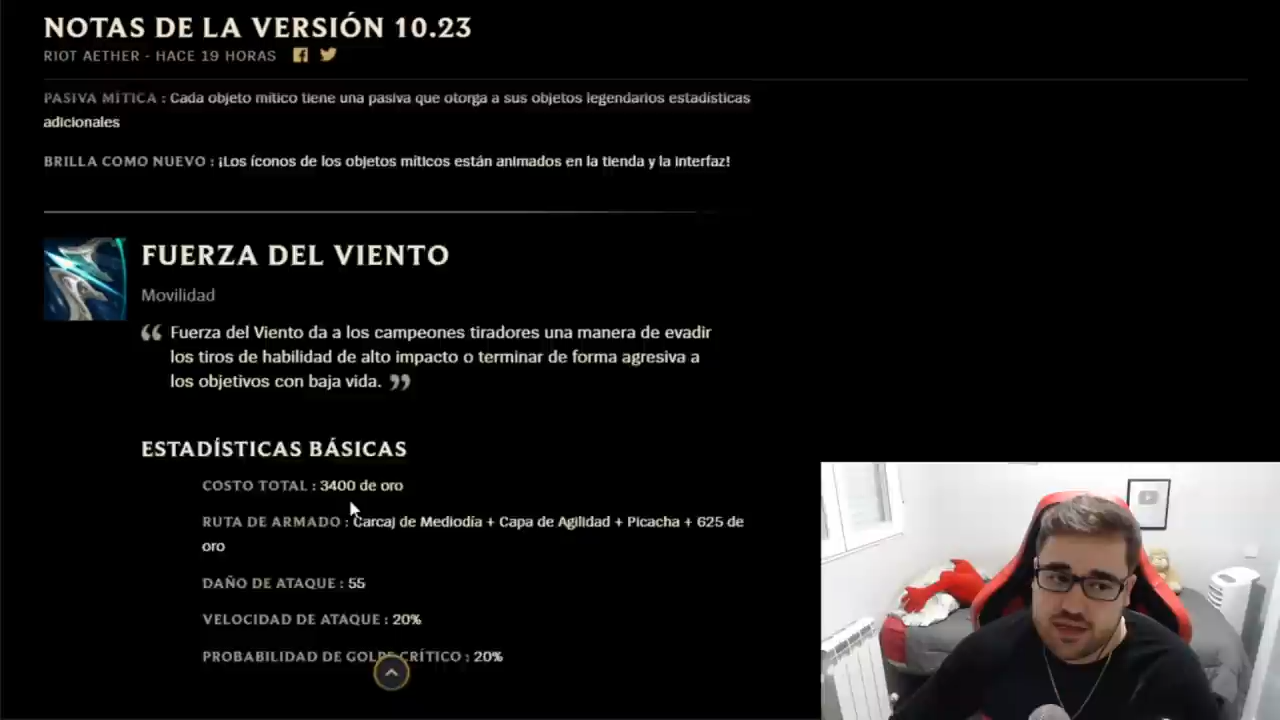 NOTAS DE LA VERSIÓN 10.23
RIOT AETHER - HACE 19 HORAS
PASIVA MÍTICA : Cada objeto mítico tiene una pasiva que otorga a sus objetos legendarios estadísticas
adicionales
BRILLA COMO NUEVO : ¡Los íconos de los objetos míticos están animados en la tienda y la interfaz!
FUERZA DEL VIENTO
Movilidad
“ Fuerza del Viento da a los campeones tiradores una manera de evadir
los tiros de habilidad de alto impacto o terminar de forma agresiva a
los objetivos con baja vida. ”
ESTADÍSTICAS BÁSICAS
COSTO TOTAL : 3400 de oro
RUTA DE ARMADO : Carcaj de Mediodía + Capa de Agilidad + Picacha + 625 de
oro
DAÑO DE ATAQUE : 55
VELOCIDAD DE ATAQUE : 20%
PROBABILIDAD DE GOLPE CRÍTICO : 20%